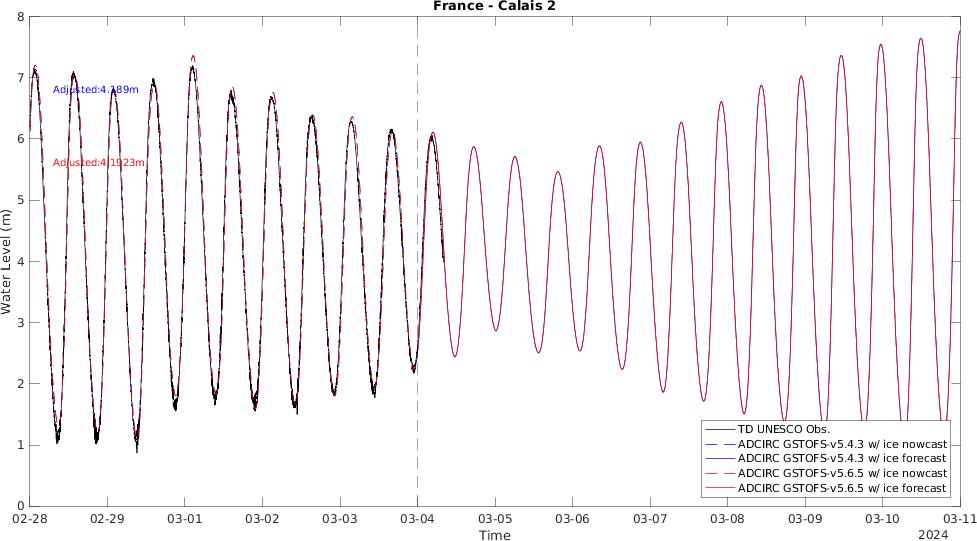 France - Calais 2
8
7
6
5
4
3
2
1
0
Water Level (m)
Adjusted:4.189m
Adjusted:4.1923m
TD UNESCO Obs.
ADCIRC GSTOFS-v5.4.3 w/ ice nowcast
ADCIRC GSTOFS-v5.4.3 w/ ice forecast
ADCIRC GSTOFS-v5.6.5 w/ ice nowcast
ADCIRC GSTOFS-v5.6.5 w/ ice forecast
02-28 02-29 03-01 03-02 03-03 03-04 03-05 03-06 03-07 03-08 03-09 03-10 03-11
Time
2024